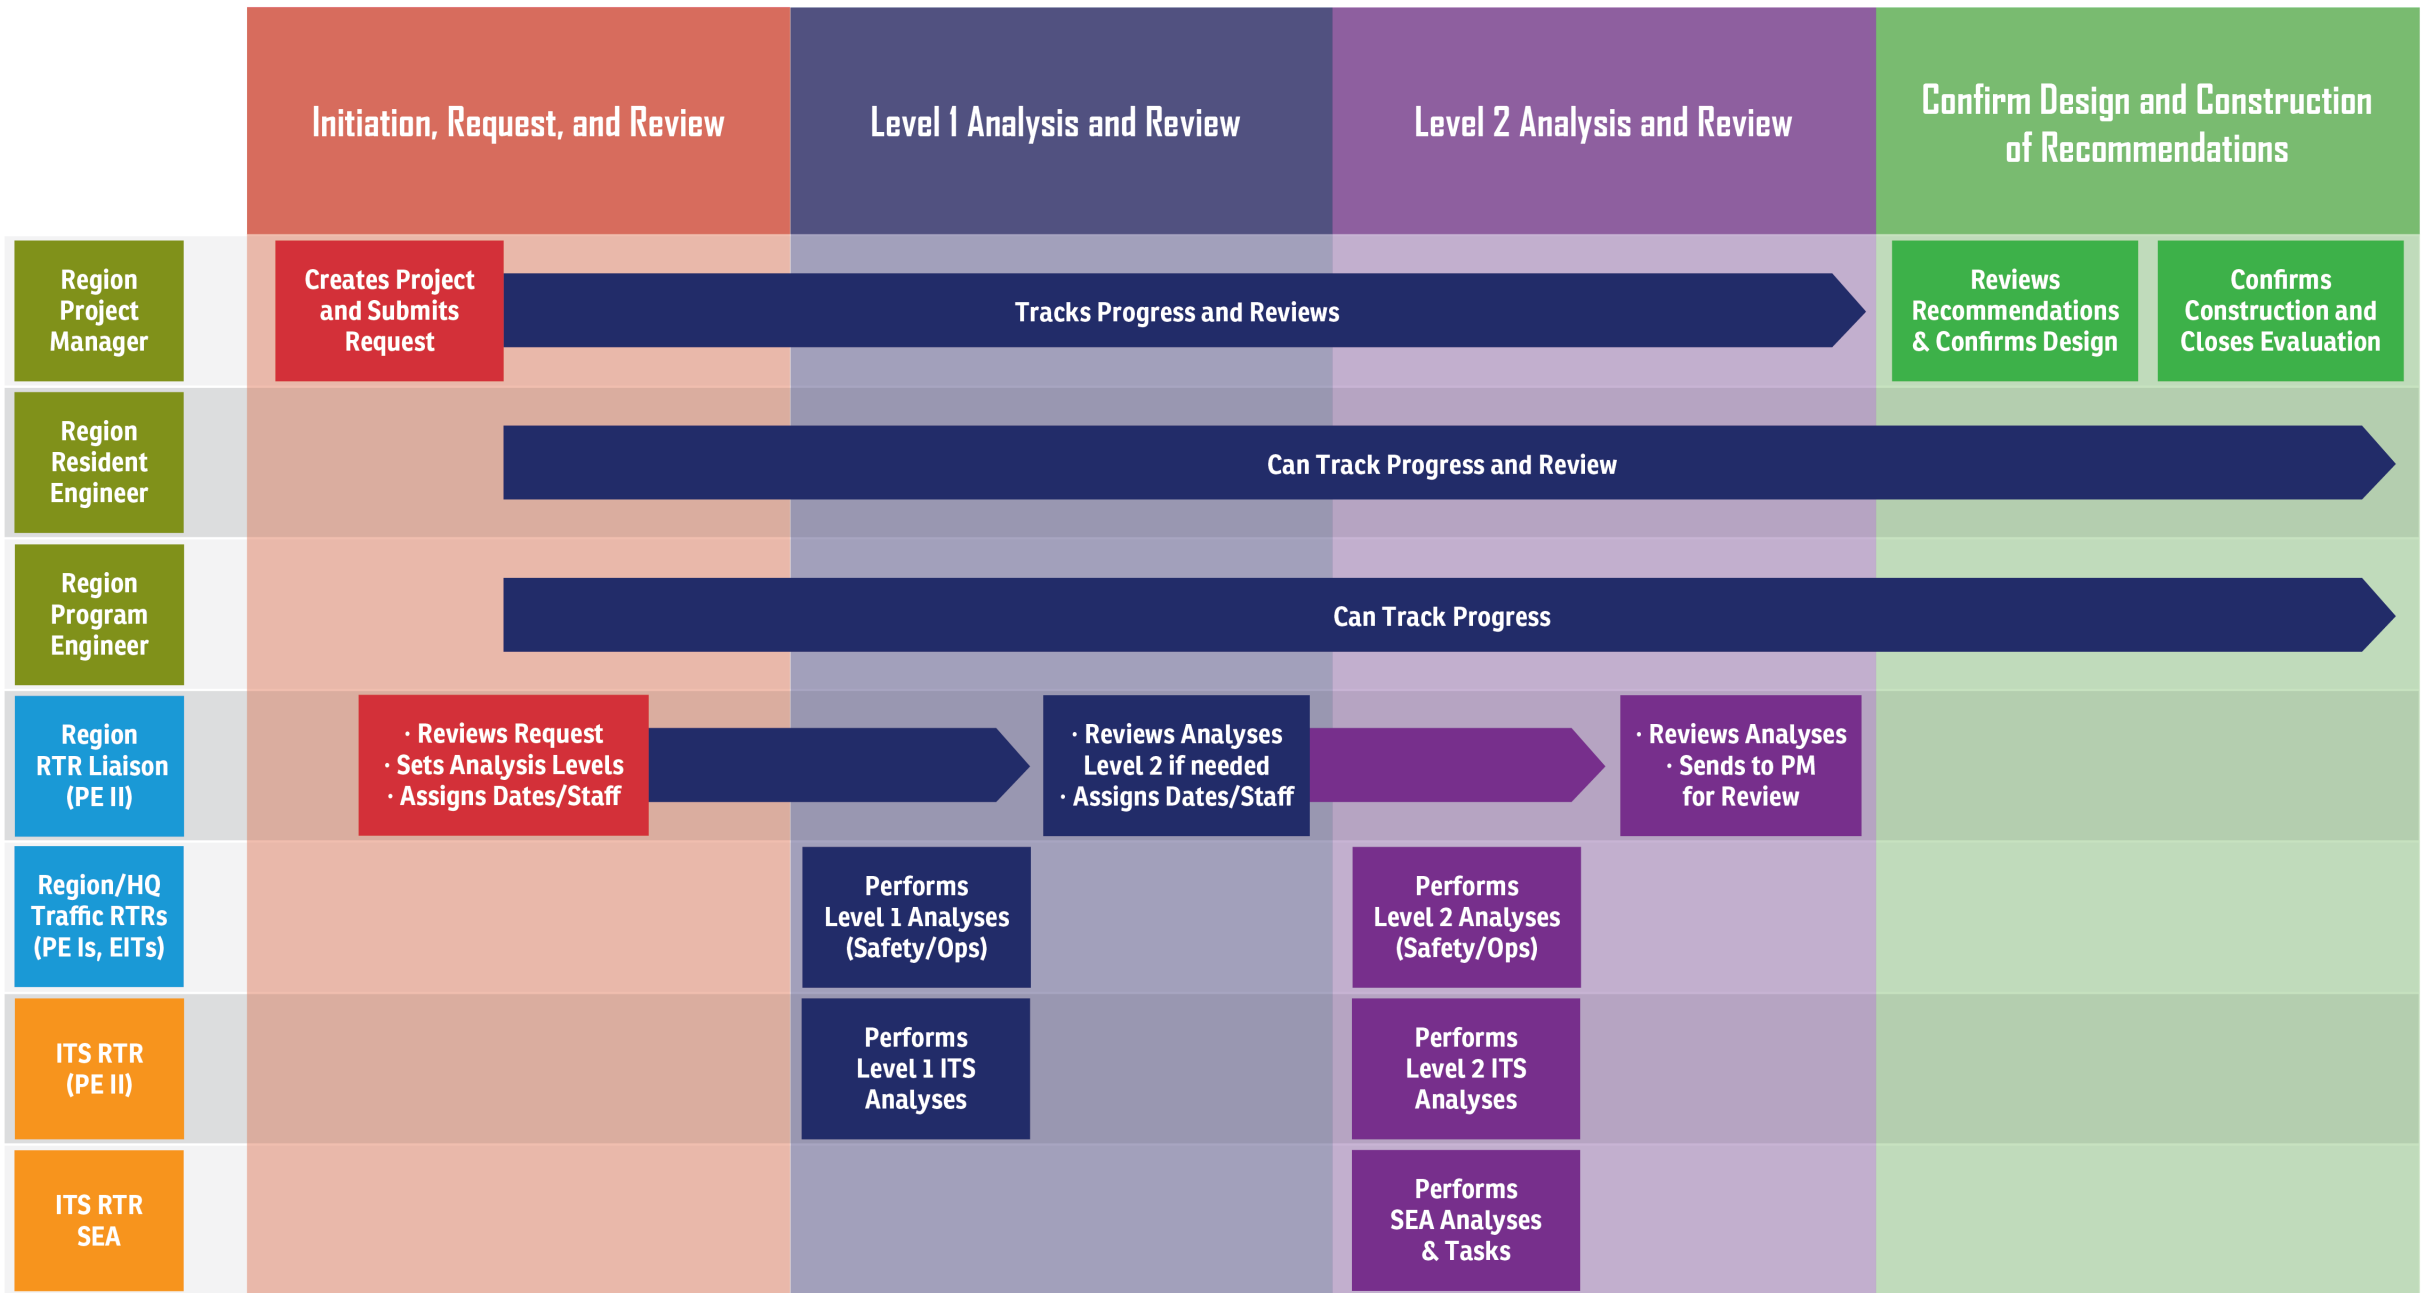 Initiation, Request, and Review
Level 1 Analysis and Review
Level 2 Analysis and Review
Confirm Design and Construction
of Recommendations
Region
Project
Manager
Creates Project
and Submits
Request
Tracks Progress and Reviews
Reviews
Recommendations
& Confirms Design
Confirms
Construction and
Closes Evaluation
Region
Resident
Engineer
Can Track Progress and Review
Region
Program
Engineer
Can Track Progress
Region
RTR Liaison
(PE II)
· Reviews Request
· Sets Analysis Levels
· Assigns Dates/Staff
· Reviews Analyses
Level 2 if needed
· Assigns Dates/Staff
· Reviews Analyses
· Sends to PM
for Review
Region/HQ
Traffic RTRs
(PE Is, EITs)
Performs
Level 1 Analyses
(Safety/Ops)
Performs
Level 2 Analyses
(Safety/Ops)
ITS RTR
(PE II)
Performs
Level 1 ITS
Analyses
Performs
Level 2 ITS
Analyses
ITS RTR
SEA
Performs
SEA Analyses
& Tasks